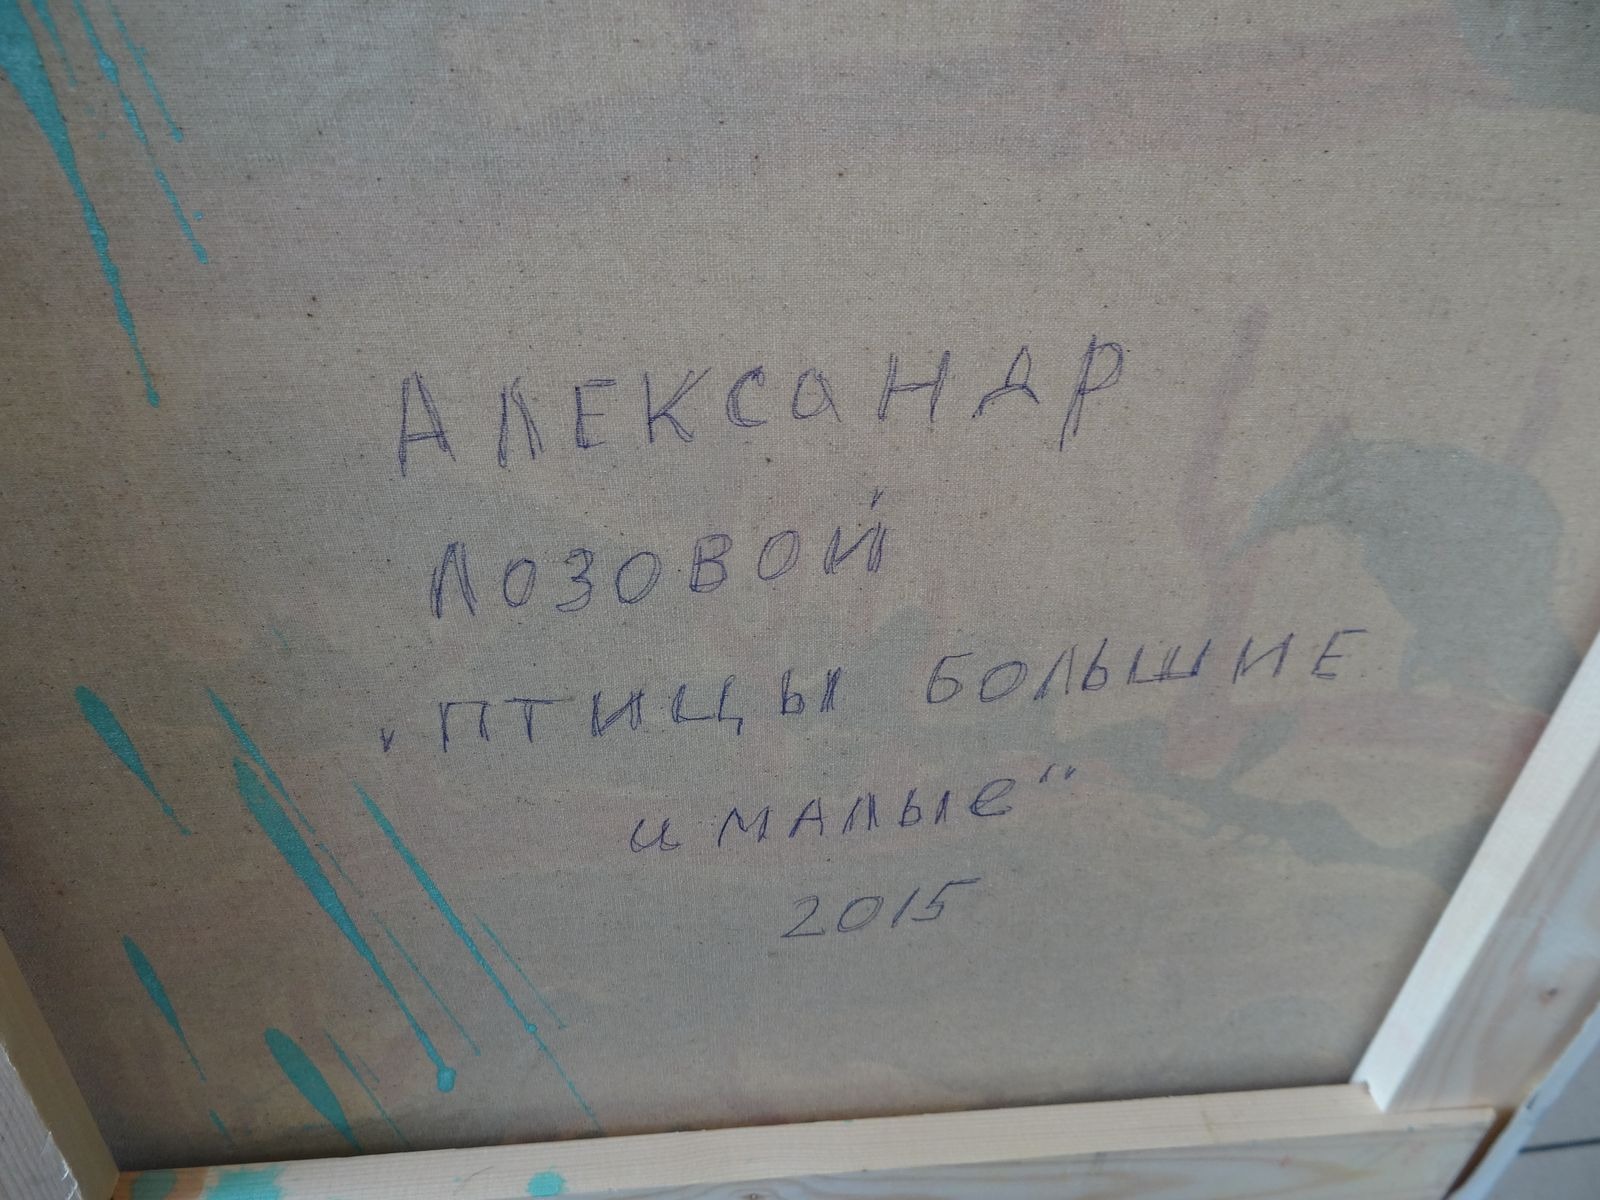 АЛЕКСАНДР
ЛОЗОВОЙ
„ПТИЦЫ БОЛЬШИЕ
и МАЛЫе“
2015